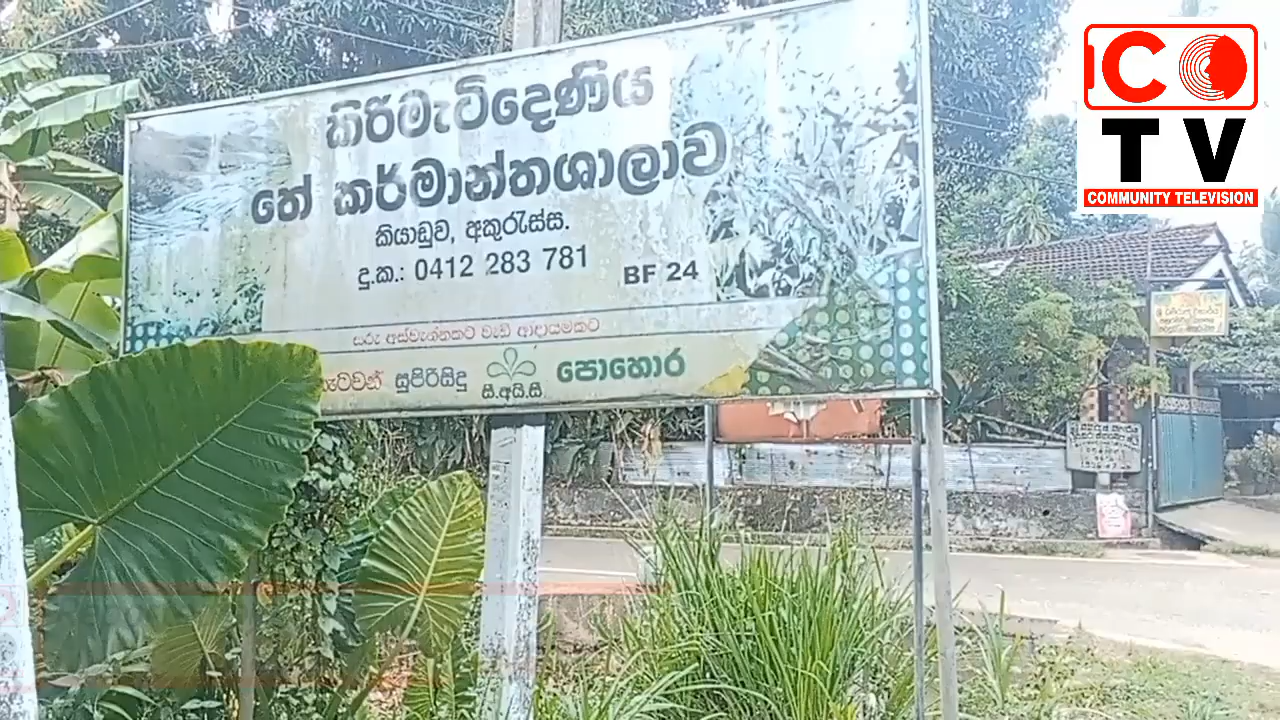 කිරිමැටිදෙණිය
තේ කර්මාන්තශාලාව
කියාඩුව, අකුරැස්ස.
දු.ක.: 0412 283 781
BF 24
සරු අස්වැන්නකට වැඩි ආදායමකට
සුපිරිසිදු
සී.අයි.සී
පොහොර
CO
TV
COMMUNITY TELEVISION